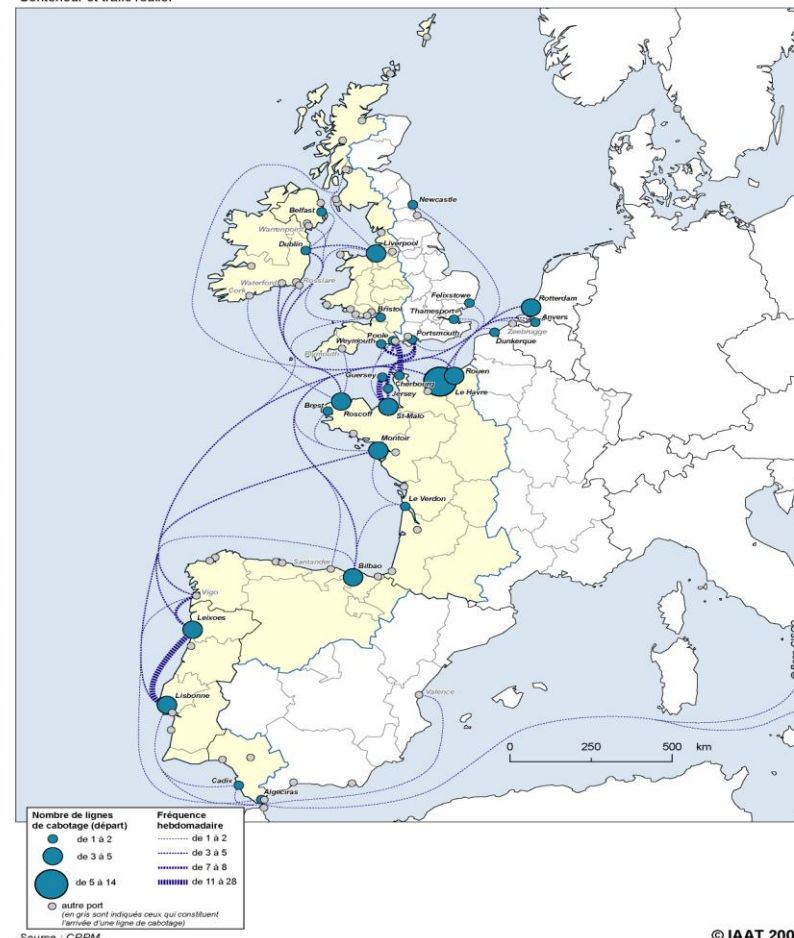 Conteneur et trafic roulier
Newcastle
Belfast
Warrenpoint
Dublin
Liverpool
Waterford
Rosslare
Cork
Felixstowe
Rotterdam
Bristol
Thamesport
Anvers
Poole
Portsmouth
Zeebrugge
Weymouth
Dunkerque
Plymouth
Guersey
Rouen
Cherbourg
Jersey
Le Havre
Brest
Roscoff
St-Malo
Montoir
Le Verdon
Santander
Bilbao
Vigo
Leixoes
Valence
Lisbonne
0 250 500 km
Cadix
Algeciras
Nombre de lignes
de cabotage (départ)
de 1 à 2
de 3 à 5
de 5 à 14
autre port
(en gris sont indiqués ceux qui constituent
l'arrivée d'une ligne de cabotage)
Fréquence
hebdomadaire
de 1 à 2
de 3 à 5
de 7 à 8
de 11 à 28
Source : CRPM
© IAAT 200